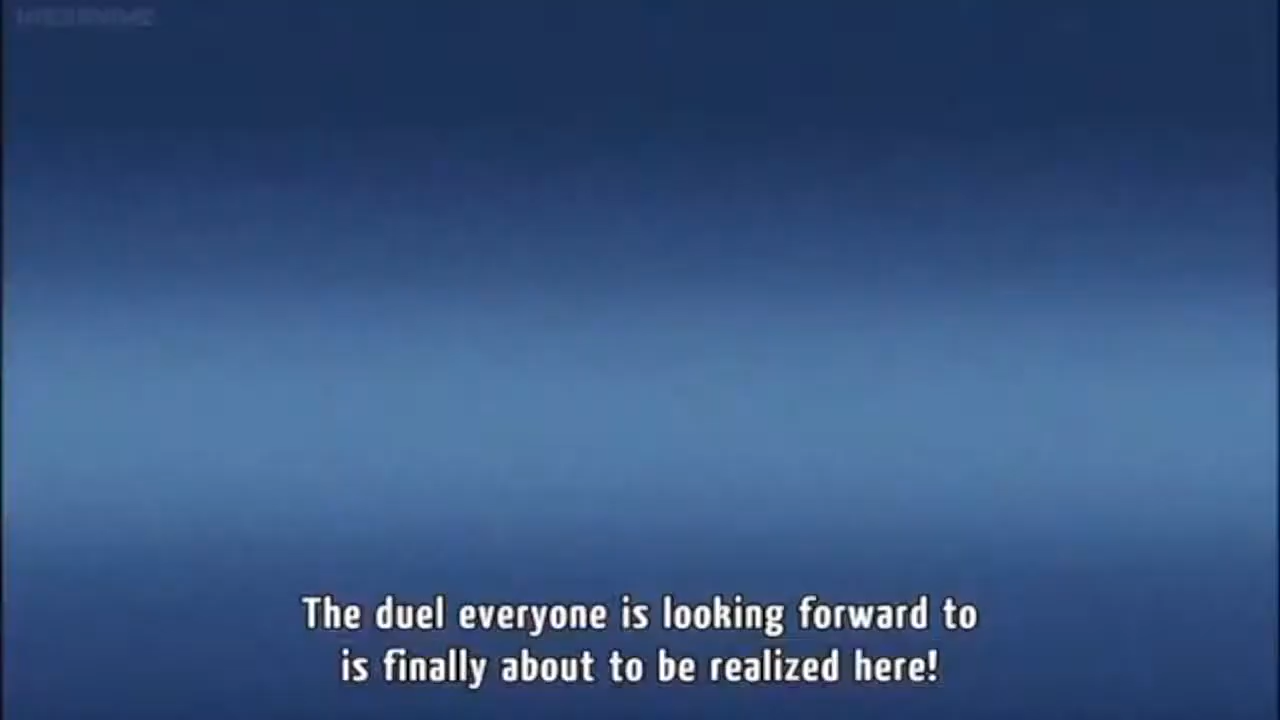 The duel everyone is looking forward to
is finally about to be realized here!